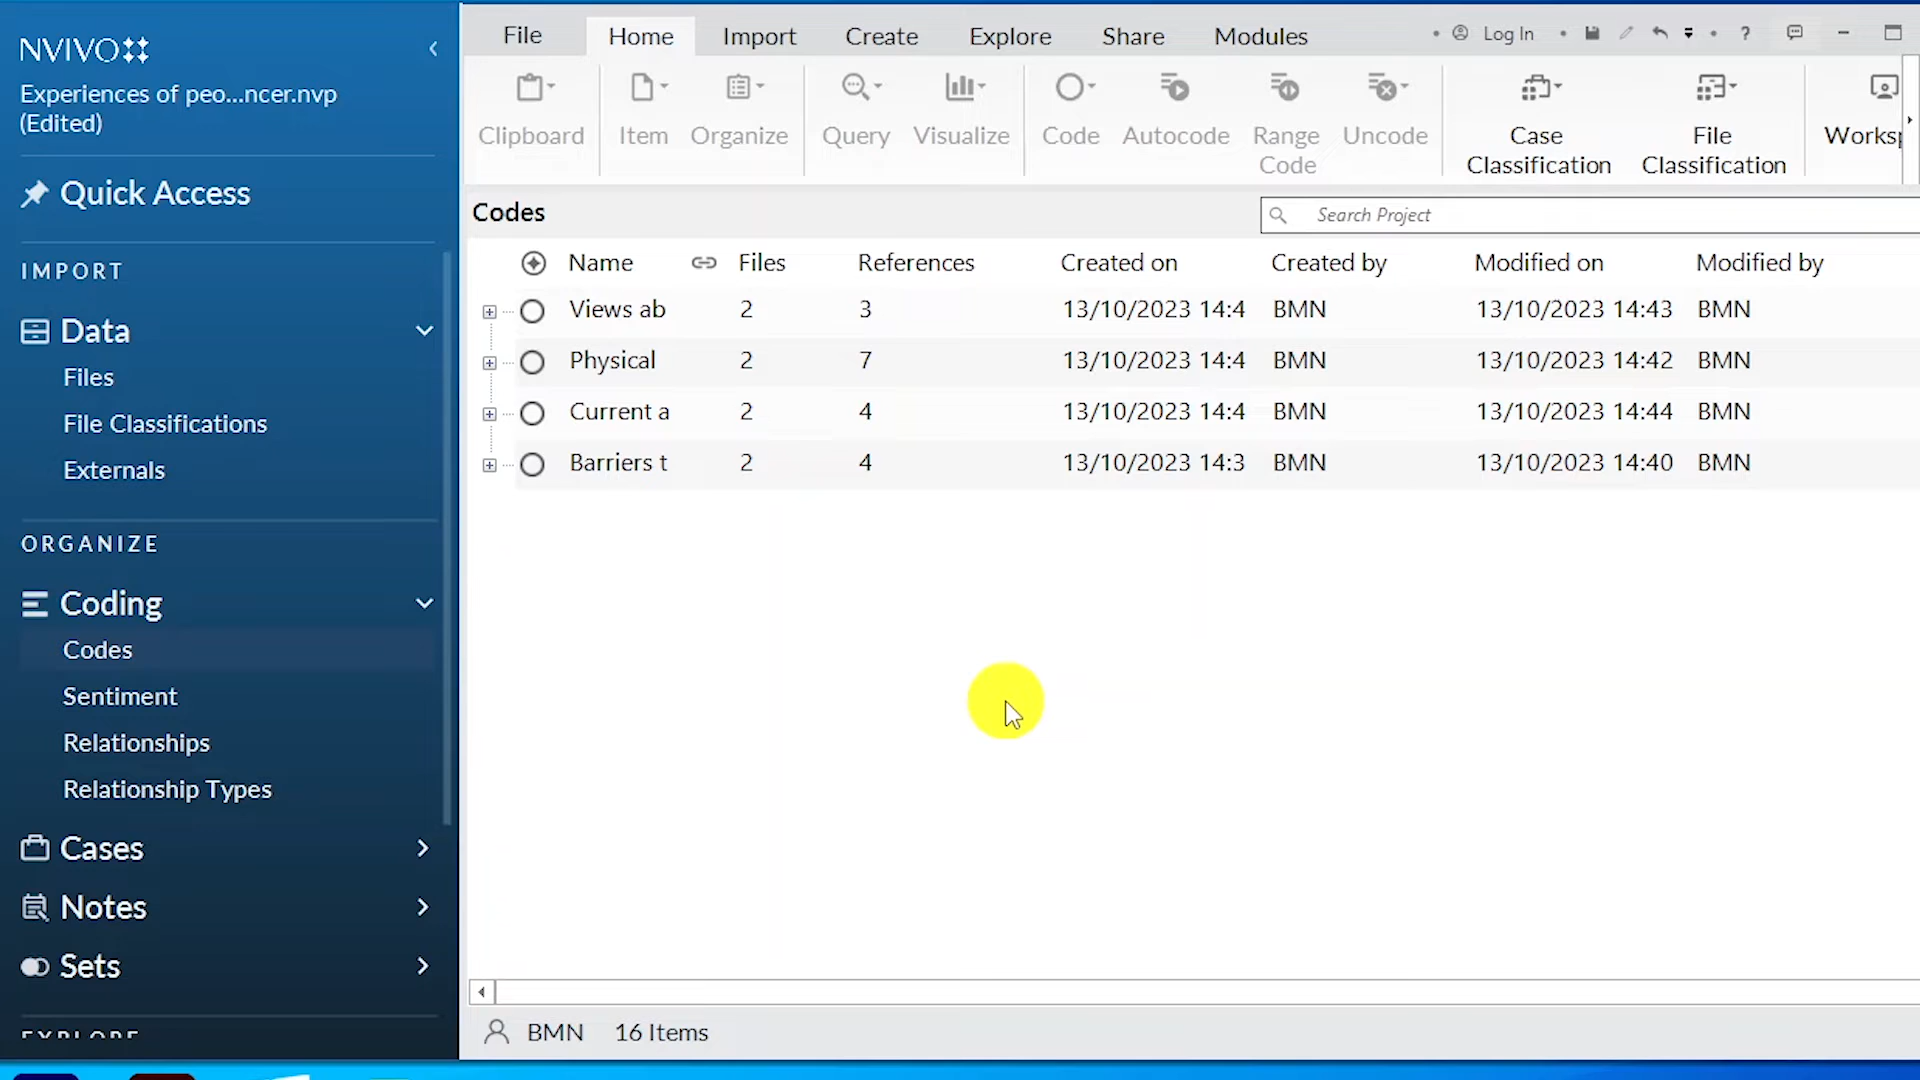 NVIVO
Experiences of peo...ncer.nvp
(Edited)
Quick Access
IMPORT
Data
Files
File Classifications
Externals
ORGANIZE
Coding
Codes
Sentiment
Relationships
Relationship Types
Cases
Notes
Sets
EXPLORE
File Home Import Create Explore Share Modules Log In ?
Clipboard Item Organize Query Visualize Code Autocode Range Code Uncode Case Classification File Classification Worksp
Codes
Search Project
Name Files References Created on Created by Modified on Modified by
Views ab 2 3 13/10/2023 14:4 BMN 13/10/2023 14:43 BMN
Physical 2 7 13/10/2023 14:4 BMN 13/10/2023 14:42 BMN
Current a 2 4 13/10/2023 14:4 BMN 13/10/2023 14:44 BMN
Barriers t 2 4 13/10/2023 14:3 BMN 13/10/2023 14:40 BMN
BMN 16 Items